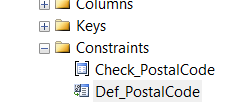 Columns
Keys
Constraints
Check_PostalCode
Def_PostalCode